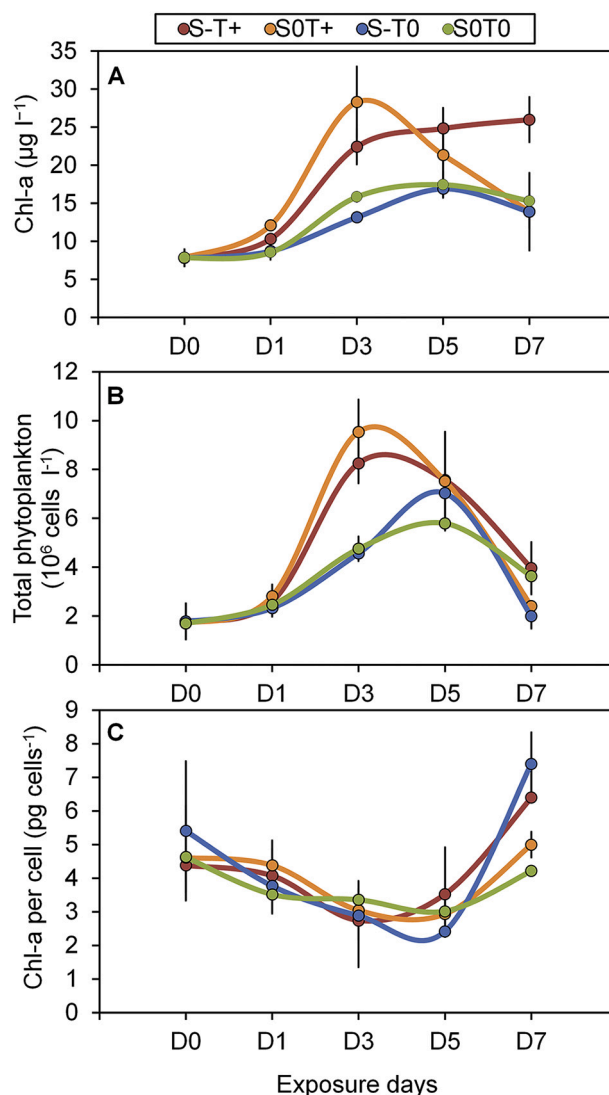 S-T+ S0T+ S-T0 S0T0
A
Chl-a (µg l⁻¹)
35
30
25
20
15
10
5
0
D0 D1 D3 D5 D7
B
Total phytoplankton
(10⁶ cells l⁻¹)
12
10
8
6
4
2
0
D0 D1 D3 D5 D7
C
Chl-a per cell (pg cells⁻¹)
9
8
7
6
5
4
3
2
1
0
D0 D1 D3 D5 D7
Exposure days